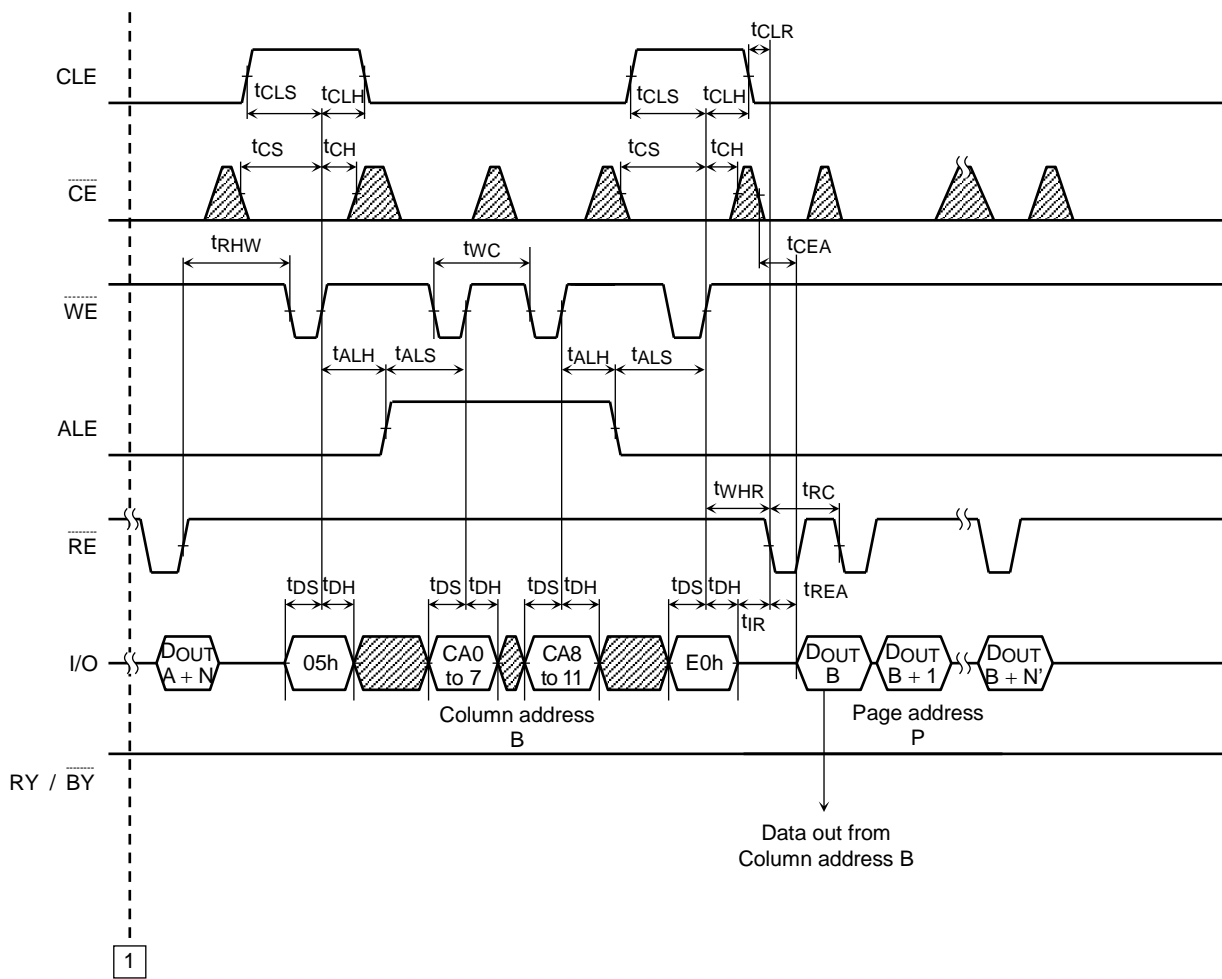 tCLR
CLE
tCLS tCLH tCLS tCLH
tCS tCH tCS tCH
CE
tRHW tWC tCEA
WE
tALH tALS tALH tALS
ALE
tWHR tRC
RE
tDS tDH tDS tDH tDS tDH tDS tDH tREA
tIR
I/O
DOUT A + N
05h
CA0 to 7
CA8 to 11
E0h
DOUT B
DOUT B + 1
DOUT B + N’
Column address
B
Page address
P
RY / BY
Data out from
Column address B
1